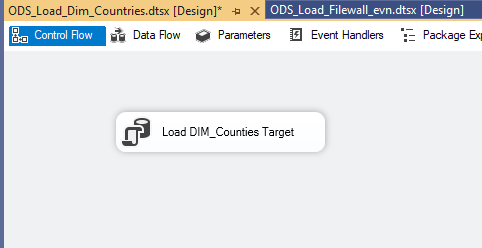 ODS_Load_Dim_Countries.dtsx [Design]* ODS_Load_Filewall_evn.dtsx [Design]
Control Flow Data Flow Parameters Event Handlers Package Exp
Load DIM_Counties Target